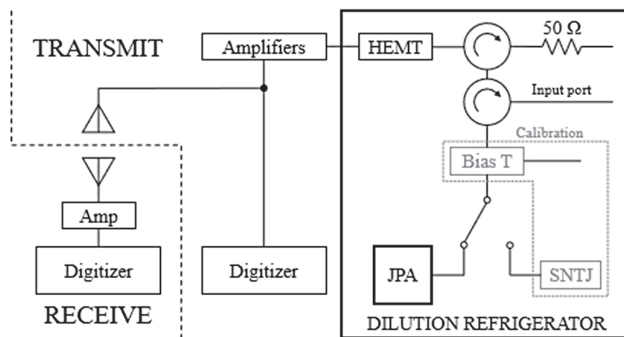 TRANSMIT
Amplifiers
HEMT
50 Ω
Input port
Calibration
Bias T
Amp
Digitizer
Digitizer
JPA
SNTJ
RECEIVE
DILUTION REFRIGERATOR